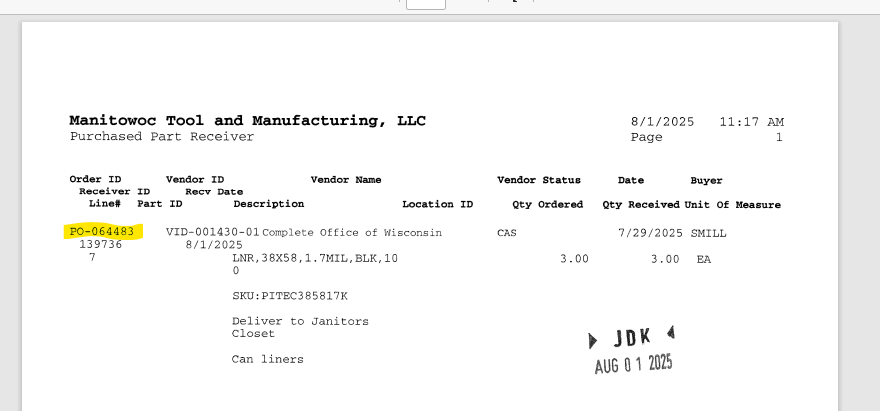 Manitowoc Tool and Manufacturing, LLC 8/1/2025 11:17 AM
Purchased Part Receiver Page 1
Order ID Vendor ID Vendor Name Vendor Status Date Buyer
Receiver ID Recv Date
Line# Part ID Description Location ID Qty Ordered Qty Received Unit Of Measure
PO-064483 VID-001430-01 Complete Office of Wisconsin CAS 7/29/2025 SMILL
139736 8/1/2025
7 LNR,38X58,1.7MIL,BLK,10 3.00 3.00 EA
0
SKU:PITEC385817K
Deliver to Janitors
Closet
Can liners
JDK
AUG 01 2025